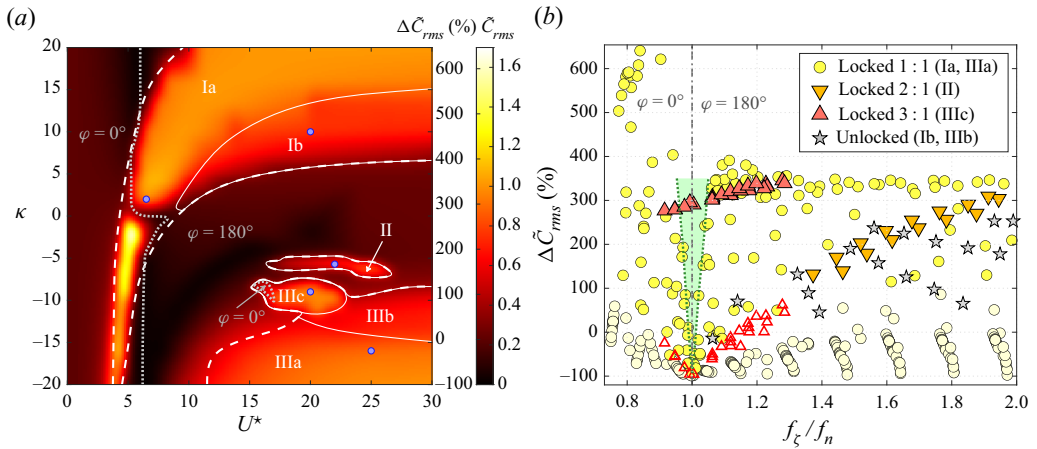 (a)
ΔC̃rms (%) C̃rms
20
15
10
5
0
−5
−10
−15
−20
κ
0
5
10
15
20
25
30
U⋆
Ia
Ib
φ = 0°
φ = 180°
II
IIIc
φ = 0°
IIIb
IIIa
600
500
400
300
200
100
0
−100
1.6
1.4
1.2
1.0
0.8
0.6
0.4
0.2
0
(b)
600
500
400
300
200
100
0
−100
ΔC̃rms (%)
φ = 0°
φ = 180°
Locked 1 : 1 (Ia, IIIa)
Locked 2 : 1 (II)
Locked 3 : 1 (IIIc)
Unlocked (Ib, IIIb)
0.8
1.0
1.2
1.4
1.6
1.8
2.0
fζ/fn